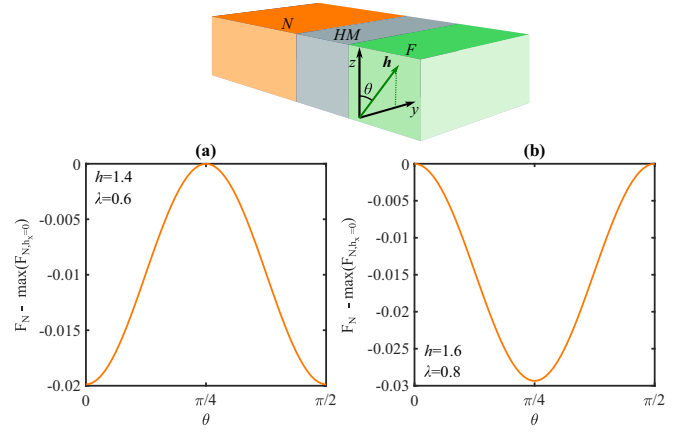 N
HM
F
z
h
θ
y
(a)
h=1.4
λ=0.6
0
-0.005
-0.01
-0.015
-0.02
F_N - max(F_{N,h_x=0})
0
π/4
π/2
θ
(b)
0
-0.005
-0.01
-0.015
-0.02
-0.025
-0.03
F_N - max(F_{N,h_x=0})
h=1.6
λ=0.8
0
π/4
π/2
θ